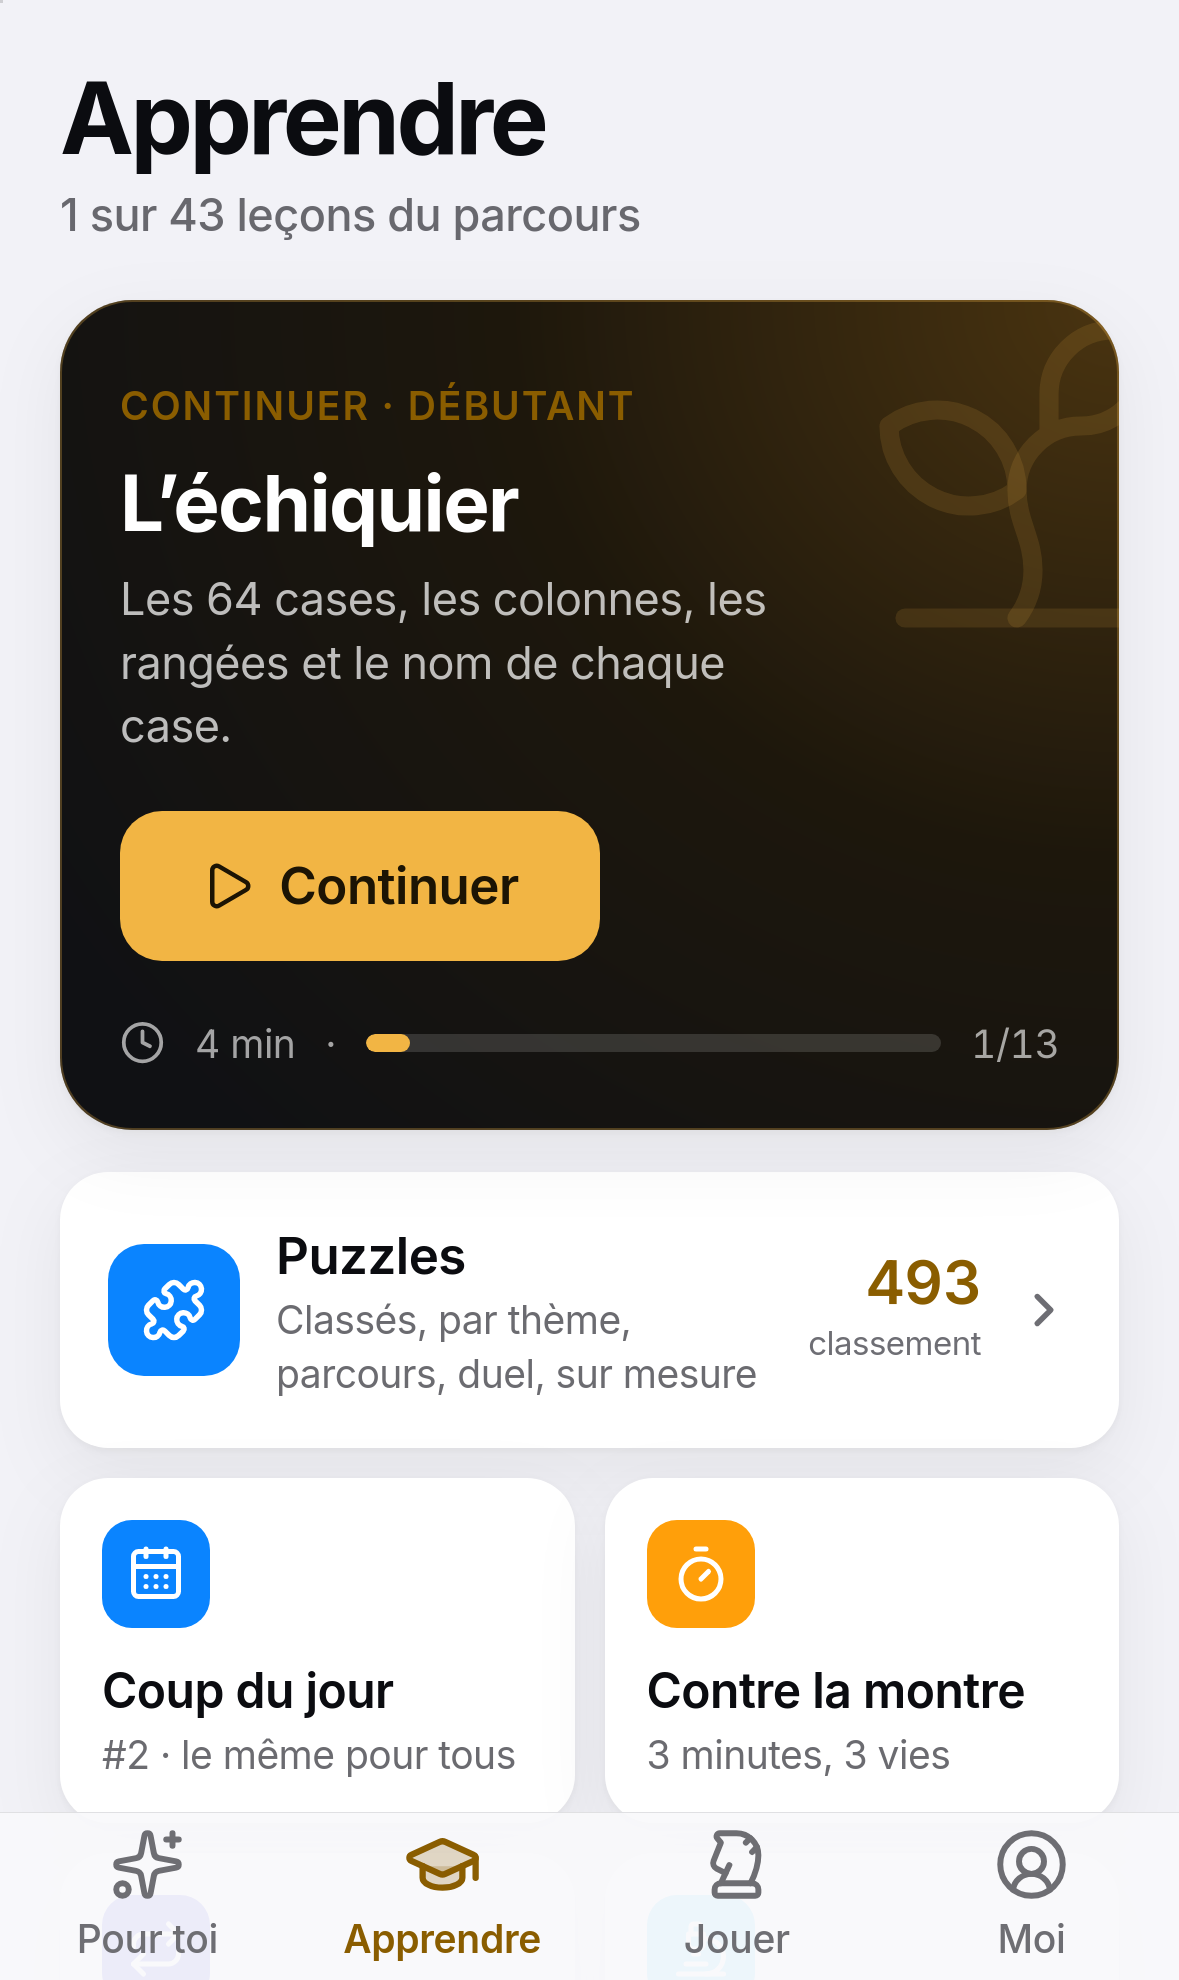 Apprendre
1 sur 43 leçons du parcours
CONTINUER · DÉBUTANT
L’échiquier
Les 64 cases, les colonnes, les
rangées et le nom de chaque
case.
Continuer
4 min · 1/13
Puzzles
Classés, par thème,
parcours, duel, sur mesure
493
classement
Coup du jour
#2 · le même pour tous
Contre la montre
3 minutes, 3 vies
Pour toi
Apprendre
Jouer
Moi